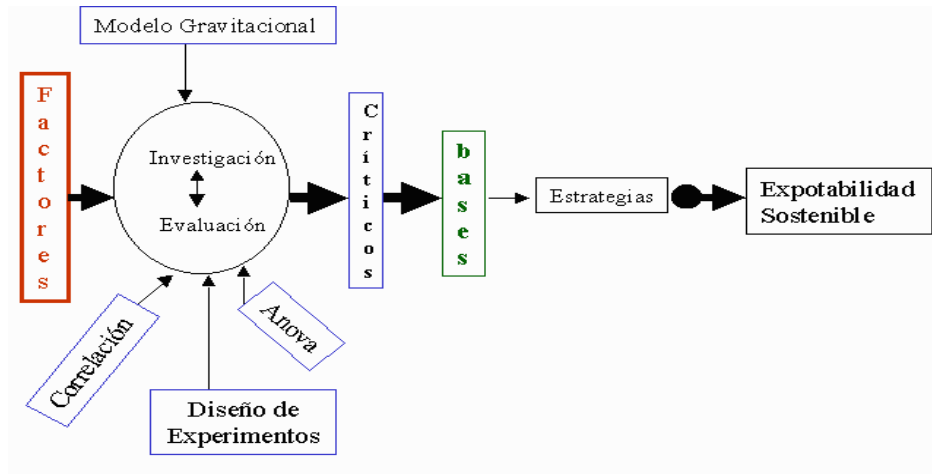 Modelo Gravitacional
Factores
Investigación
Evaluación
Críticos
bases
Estrategias
Expotabilidad
Sostenible
Correlación
Anova
Diseño de
Experimentos